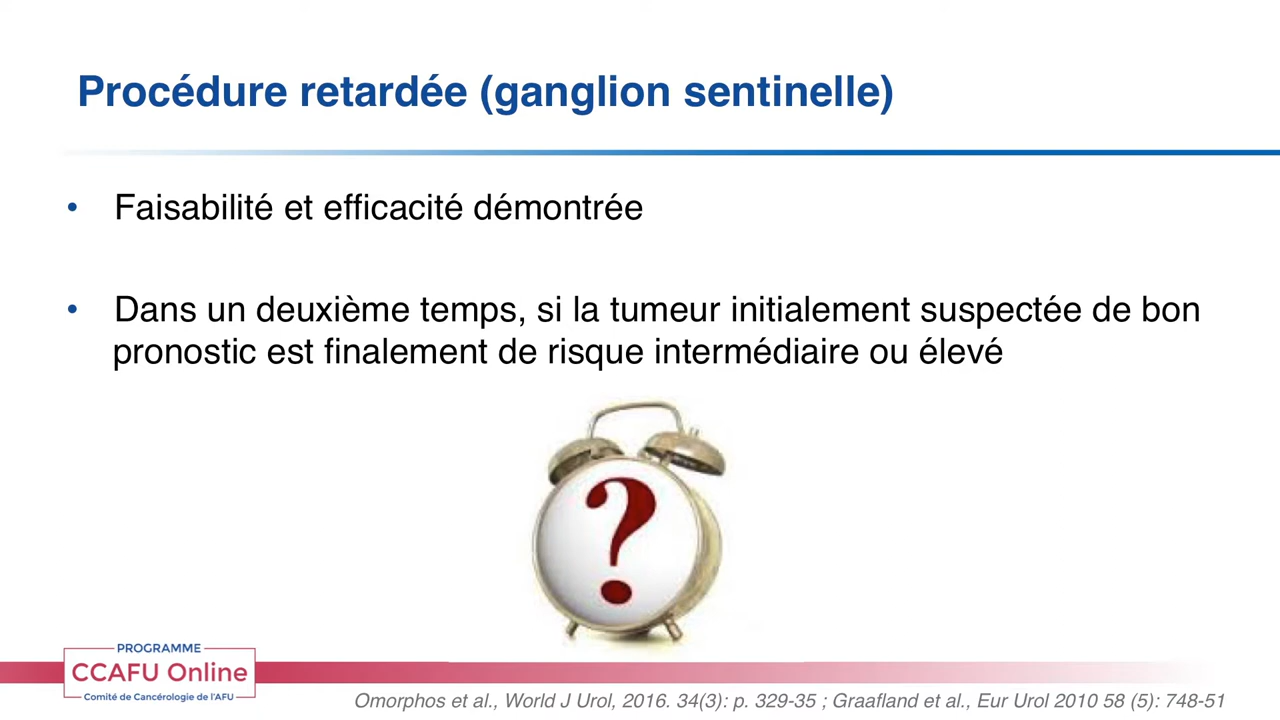 Procédure retardée (ganglion sentinelle)
• Faisabilité et efficacité démontrée
• Dans un deuxième temps, si la tumeur initialement suspectée de bon
pronostic est finalement de risque intermédiaire ou élevé
?
PROGRAMME
CCAFU Online
Comité de Cancérologie de l'AFU
Omorphos et al., World J Urol, 2016. 34(3): p. 329-35 ; Graafland et al., Eur Urol 2010 58 (5): 748-51